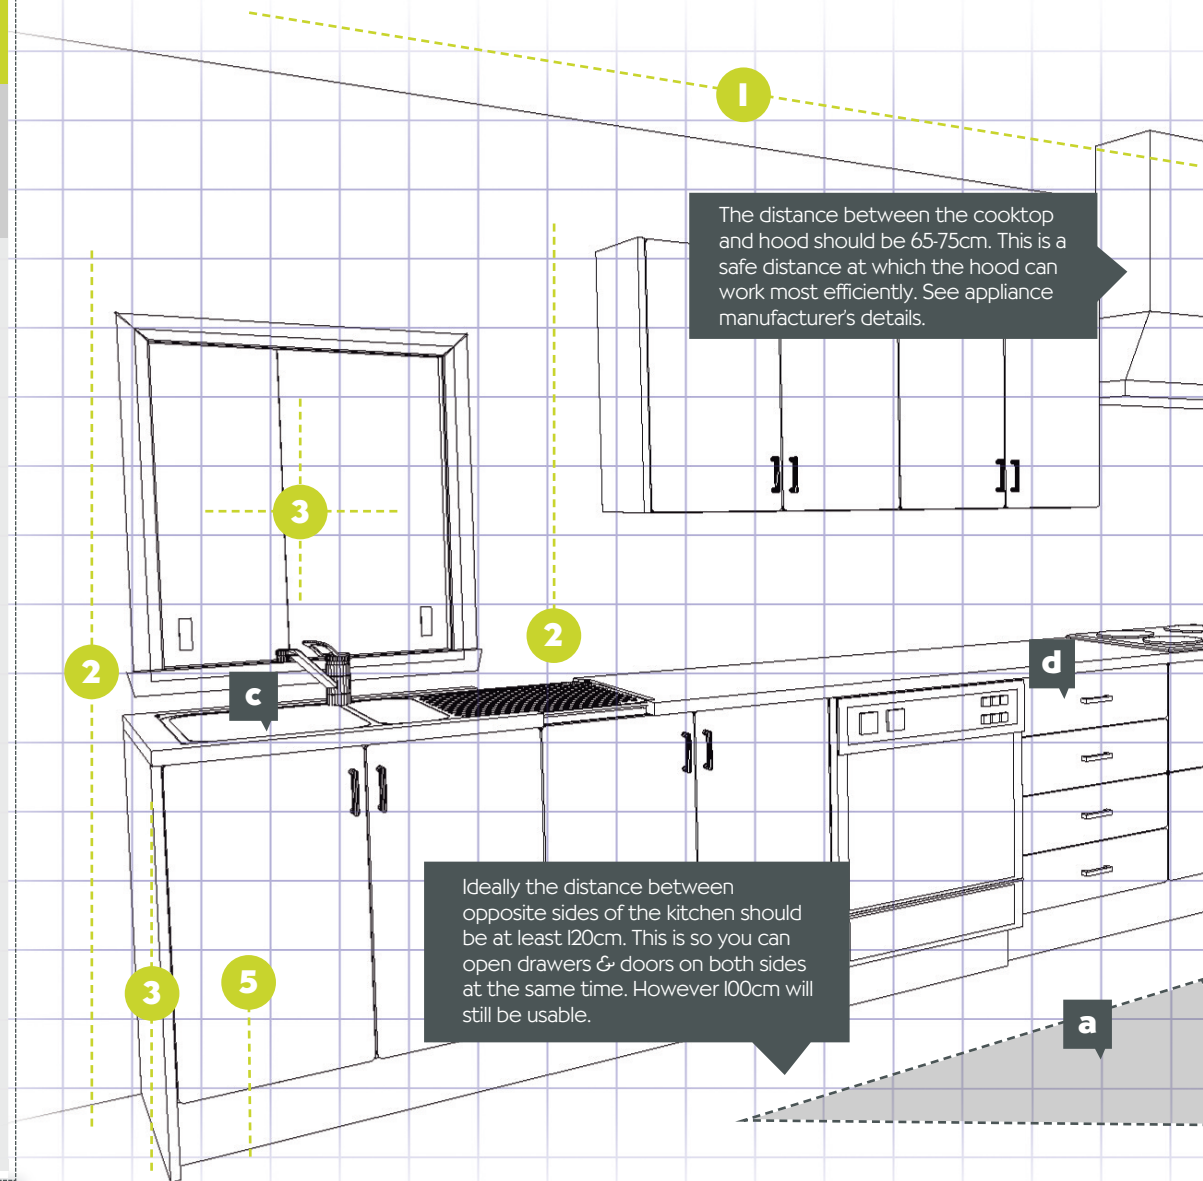 1
The distance between the cooktop
and hood should be 65-75cm. This is a
safe distance at which the hood can
work most efficiently. See appliance
manufacturer's details.
3
2
2
c
d
Ideally the distance between
opposite sides of the kitchen should
be at least 120cm. This is so you can
open drawers & doors on both sides
at the same time. However 100cm will
still be usable.
3
5
a